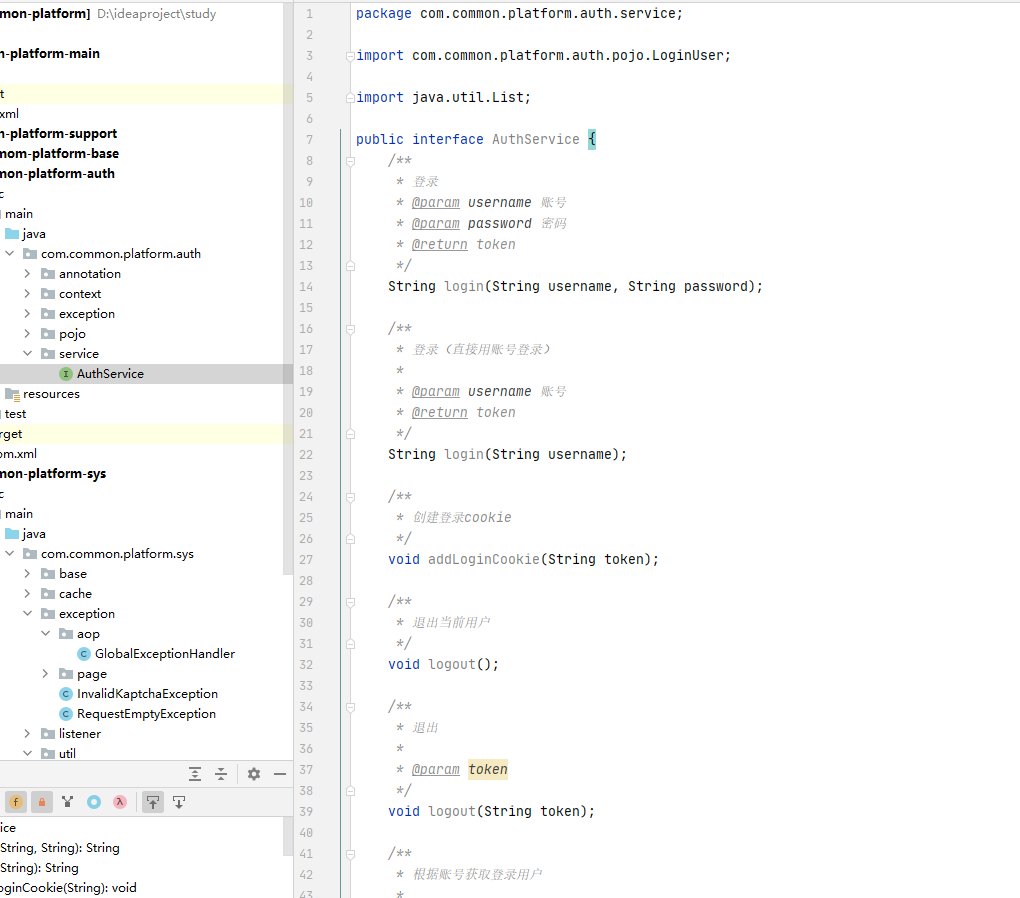 mon-platform] D:\ideaproject\study
n-platform-main
t
xml
n-platform-support
mom-platform-base
mon-platform-auth
c
main
java
com.common.platform.auth
annotation
context
exception
pojo
service
AuthService
resources
test
rget
om.xml
mon-platform-sys
c
main
java
com.common.platform.sys
base
cache
exception
aop
GlobalExceptionHandler
page
InvalidKaptchaException
RequestEmptyException
listener
util
ice
String, String): String
String): String
oginCookie(String): void
1 package com.common.platform.auth.service;
2
3 import com.common.platform.auth.pojo.LoginUser;
4
5 import java.util.List;
6
7 public interface AuthService {
8 /**
9 * 登录
10 * @param username 账号
11 * @param password 密码
12 * @return token
13 */
14 String login(String username, String password);
15
16 /**
17 * 登录（直接用账号登录）
18 *
19 * @param username 账号
20 * @return token
21 */
22 String login(String username);
23
24 /**
25 * 创建登录cookie
26 */
27 void addLoginCookie(String token);
28
29 /**
30 * 退出当前用户
31 */
32 void logout();
33
34 /**
35 * 退出
36 *
37 * @param token
38 */
39 void logout(String token);
40
41 /**
42 * 根据账号获取登录用户
43 *